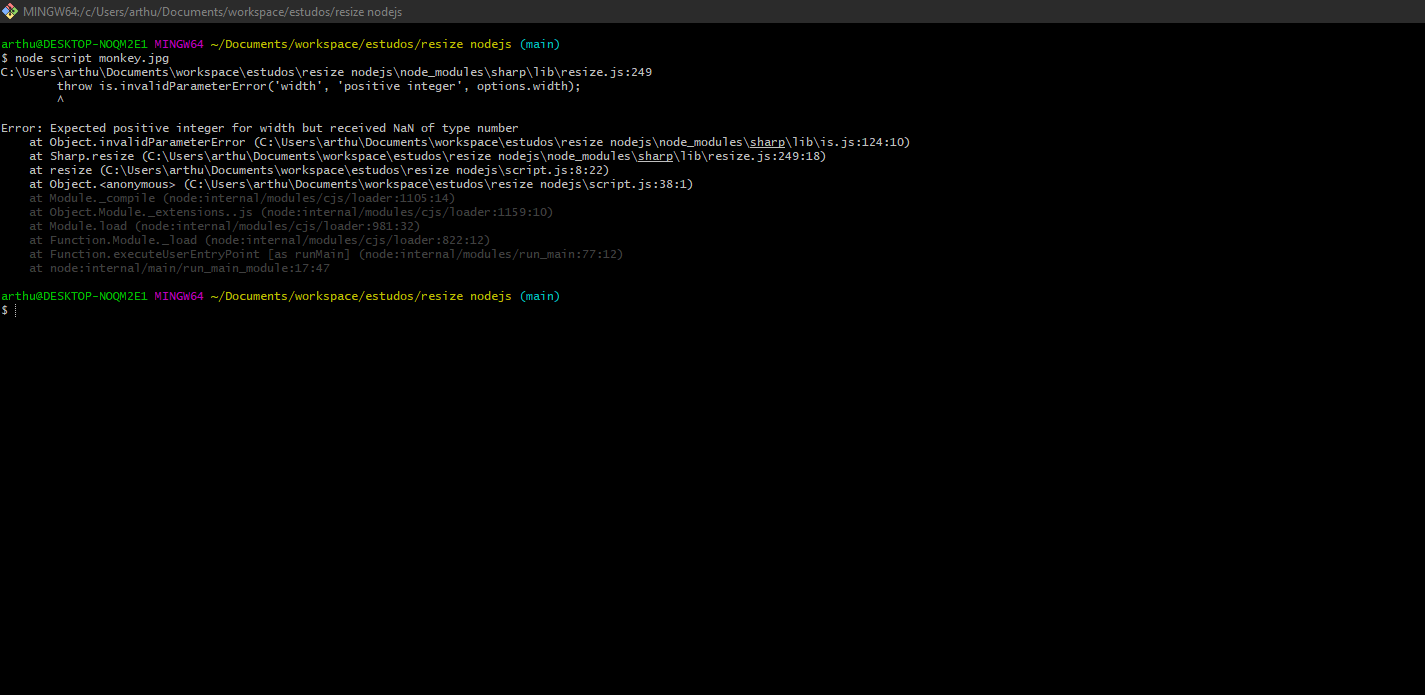 MINGW64:/c/Users/arthu/Documents/workspace/estudos/resize nodejs
arthu@DESKTOP-NOQM2E1 MINGW64 ~/Documents/workspace/estudos/resize nodejs (main)
$ node script monkey.jpg
C:\Users\arthu\Documents\workspace\estudos\resize nodejs\node_modules\sharp\lib\resize.js:249
        throw is.invalidParameterError('width', 'positive integer', options.width);
        ^
Error: Expected positive integer for width but received NaN of type number
    at Object.invalidParameterError (C:\Users\arthu\Documents\workspace\estudos\resize nodejs\node_modules\sharp\lib\is.js:124:10)
    at Sharp.resize (C:\Users\arthu\Documents\workspace\estudos\resize nodejs\node_modules\sharp\lib\resize.js:249:18)
    at resize (C:\Users\arthu\Documents\workspace\estudos\resize nodejs\script.js:8:22)
    at Object.<anonymous> (C:\Users\arthu\Documents\workspace\estudos\resize nodejs\script.js:38:1)
    at Module._compile (node:internal/modules/cjs/loader:1105:14)
    at Object.Module._extensions..js (node:internal/modules/cjs/loader:1159:10)
    at Module.load (node:internal/modules/cjs/loader:981:32)
    at Function.Module._load (node:internal/modules/cjs/loader:822:12)
    at Function.executeUserEntryPoint [as runMain] (node:internal/modules/run_main:77:12)
    at node:internal/main/run_main_module:17:47
arthu@DESKTOP-NOQM2E1 MINGW64 ~/Documents/workspace/estudos/resize nodejs (main)
$